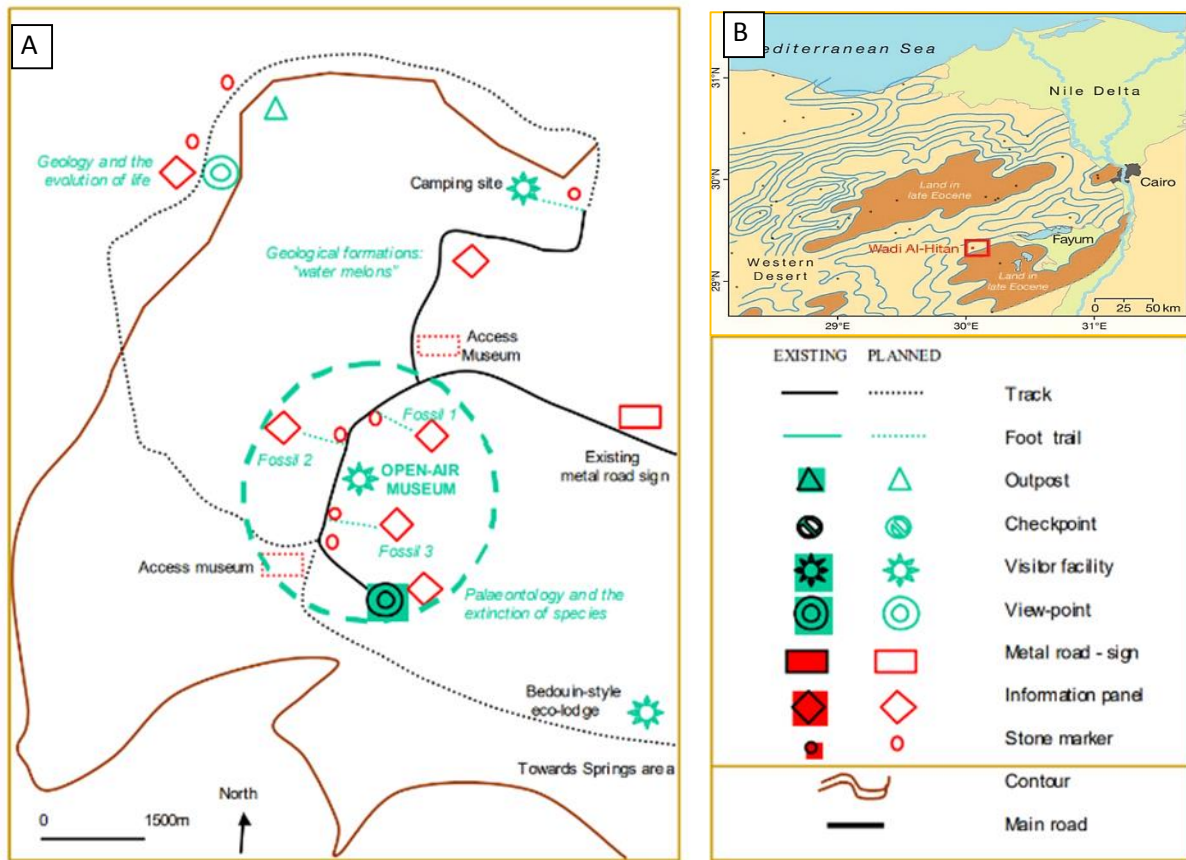 A
Geology and the
evolution of life
Camping site
Geological formations:
"water melons"
Access
Museum
Fossil 1
Fossil 2
OPEN-AIR
MUSEUM
Existing
metal road sign
Fossil 3
Access museum
Palaeontology and the
extinction of species
Bedouin-style
eco-lodge
Towards Springs area
North
0 1500m
B
editerranean Sea
31°N
31°N
Nile Delta
30°N
30°N
Land in
late Eocene
Cairo
Wadi Al-Hitan
Fayum
Western
Desert
29°N
29°N
Land in
late Eocene
0 25 50 km
29°E 30°E 31°E
EXISTING PLANNED
Track
Foot trail
Outpost
Checkpoint
Visitor facility
View-point
Metal road - sign
Information panel
Stone marker
Contour
Main road